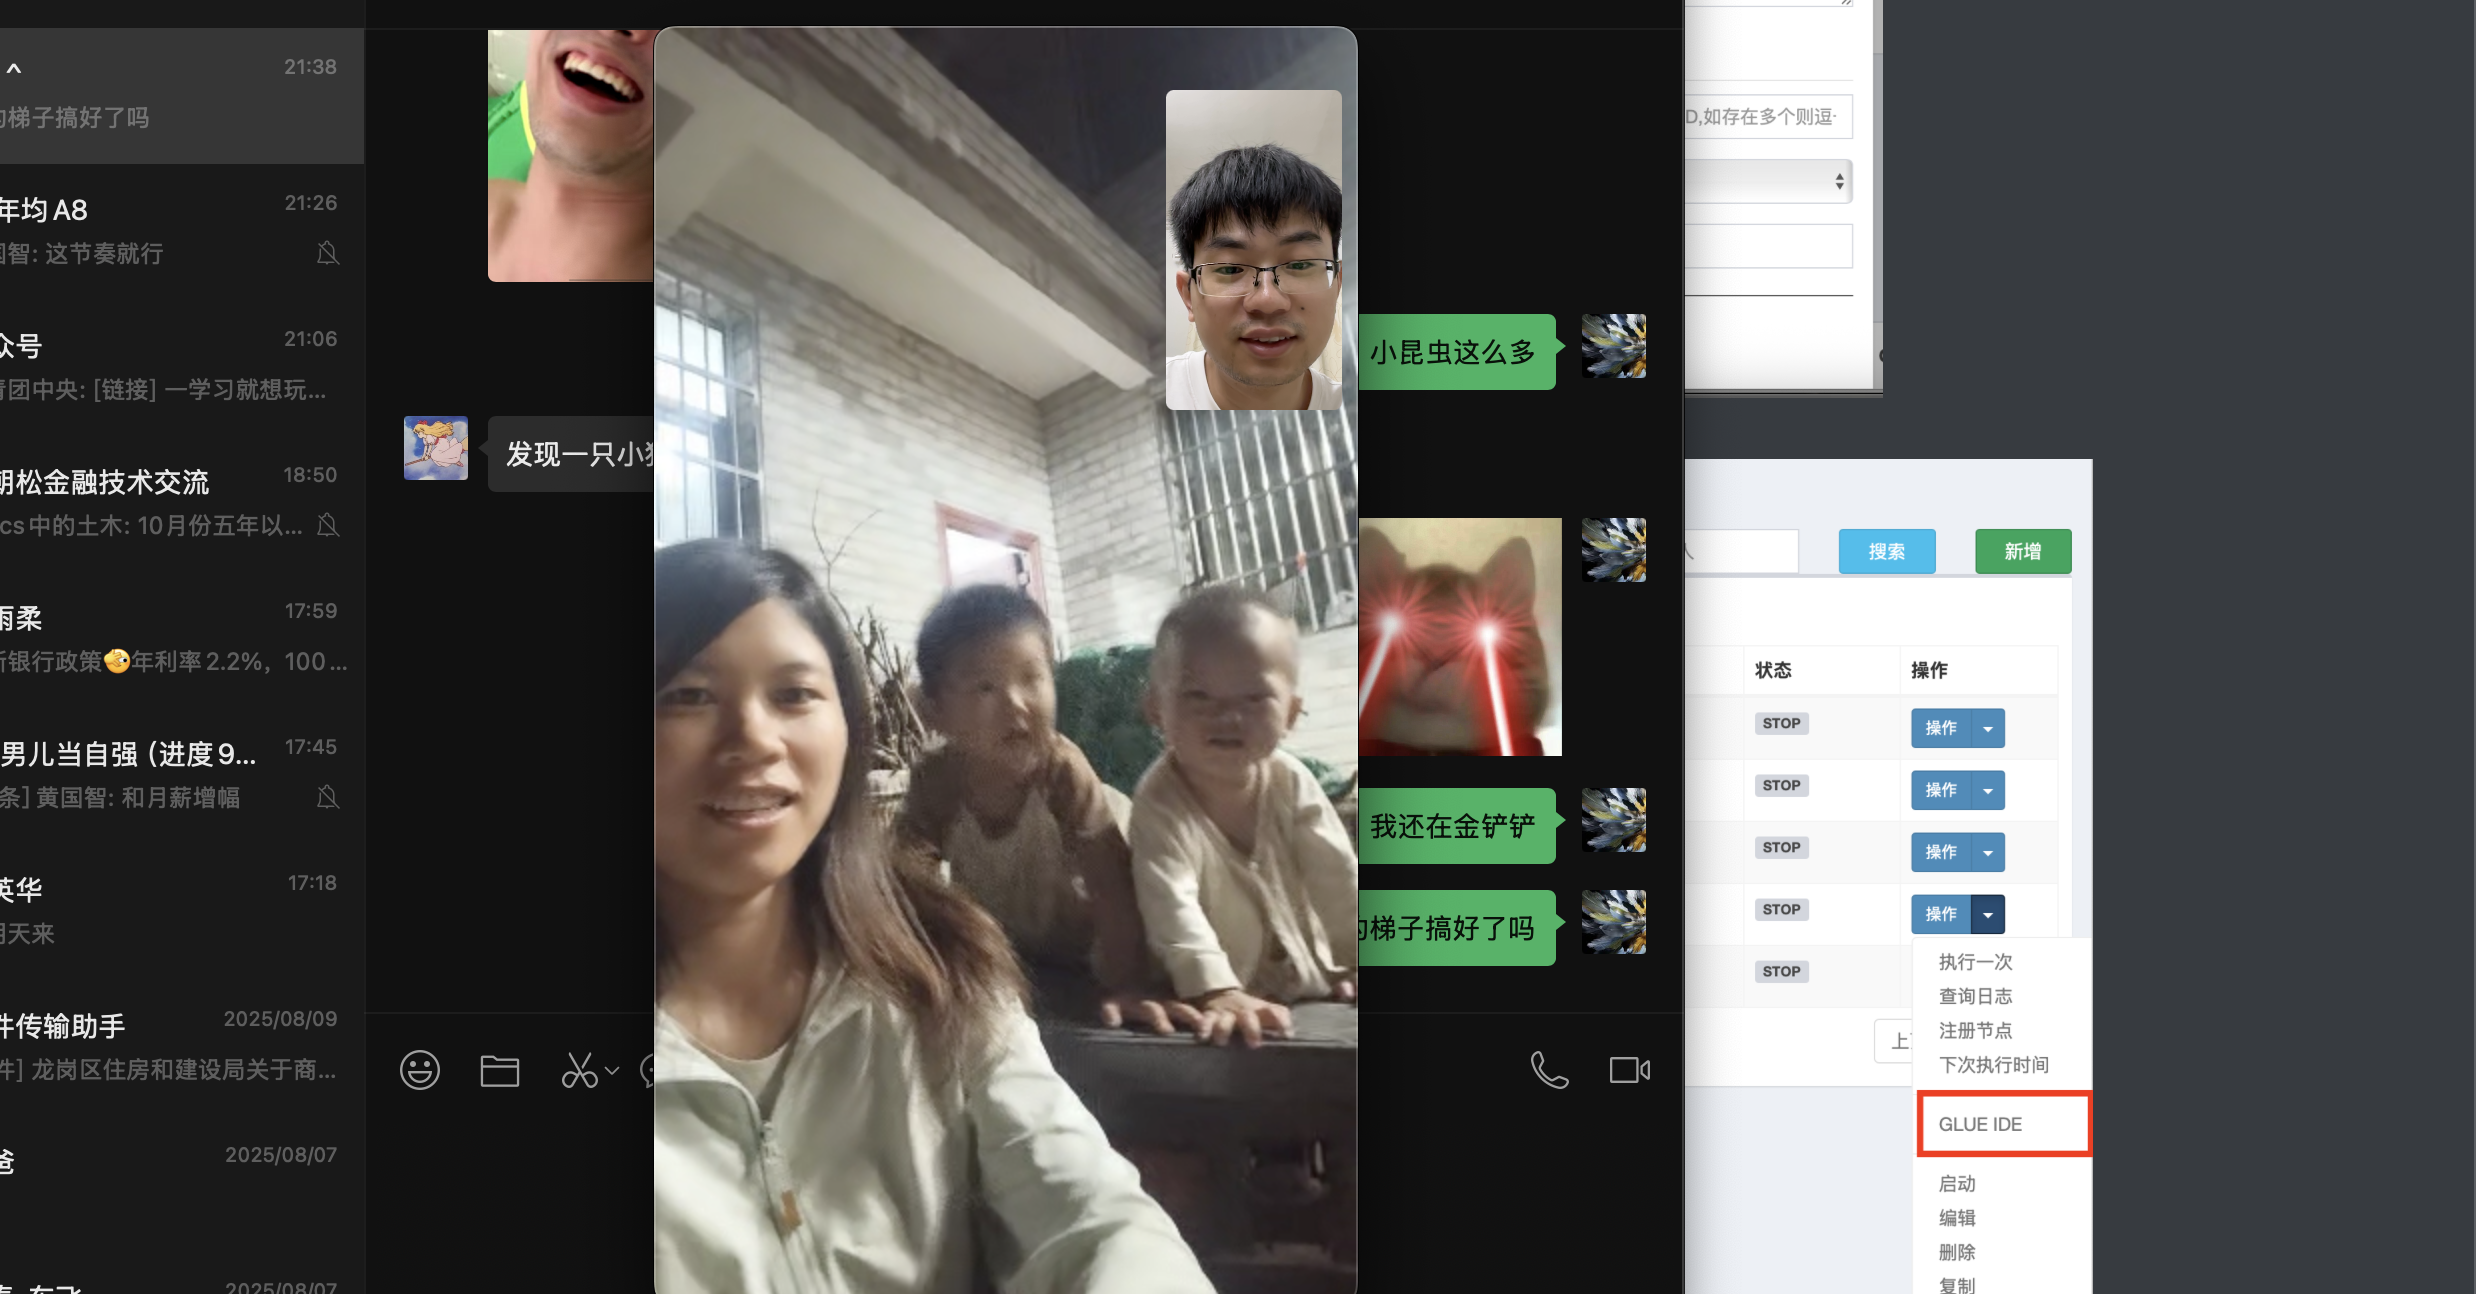 ^
21:38
的梯子搞好了吗
年均A8
21:26
国智: 这节奏就行
众号
21:06
青团中央: [链接] 一学习就想玩...
朝松金融技术交流
18:50
cs中的土木: 10月份五年以...
雨柔
17:59
新银行政策 年利率2.2%，100...
男儿当自强 (进度9...
17:45
条] 黄国智: 和月薪增幅
英华
17:18
明天来
件传输助手
2025/08/09
件] 龙岗区住房和建设局关于商...
爸
2025/08/07
2025/08/07
小昆虫这么多
发现一只小
我还在金铲铲
的梯子搞好了吗
D,如存在多个则逗
人
搜索
新增
状态
操作
STOP
操作
STOP
操作
STOP
操作
STOP
操作
STOP
上
执行一次
查询日志
注册节点
下次执行时间
GLUE IDE
启动
编辑
删除
复制